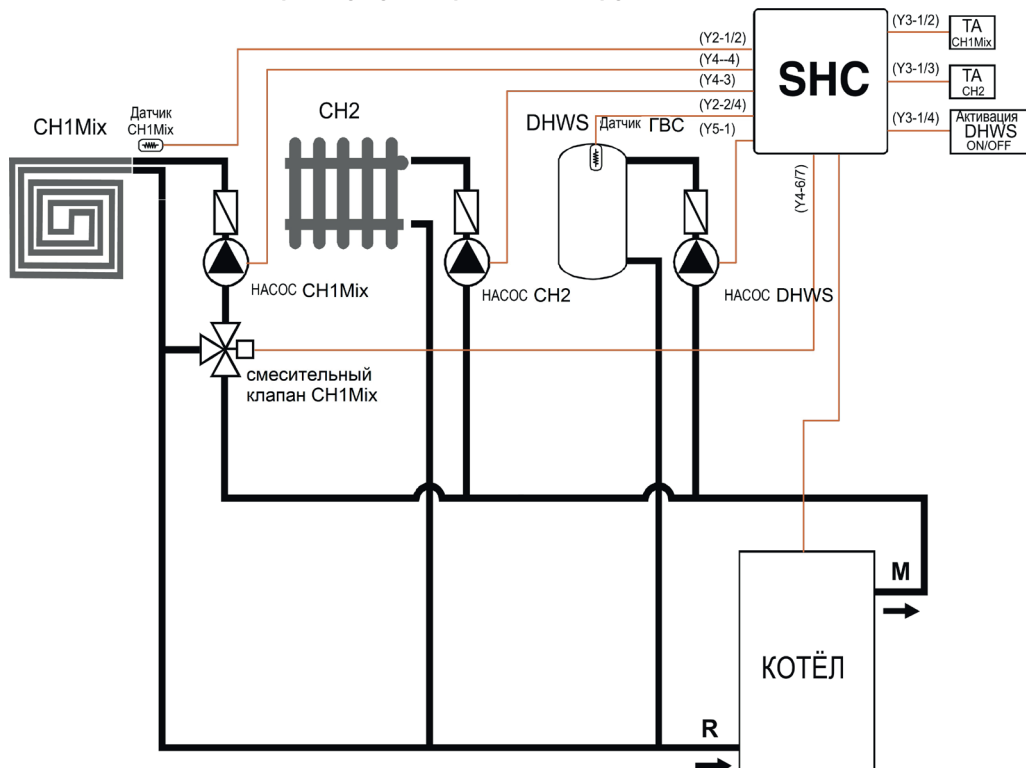 (Y2-1/2)
(Y3-1/2)
TA
CH1Mix
(Y4--4)
SHC
(Y4-3)
(Y3-1/3)
TA
CH2
CH2
Датчик
CH1Mix
CH1Mix
(Y2-2/4)
(Y3-1/4)
Активация
DHWS
ON/OFF
DHWS
Датчик ГВС
(Y5-1)
(Y4-6/7)
НАСОС CH1Mix
НАСОС CH2
НАСОС DHWS
смесительный
клапан CH1Mix
M
КОТЁЛ
R